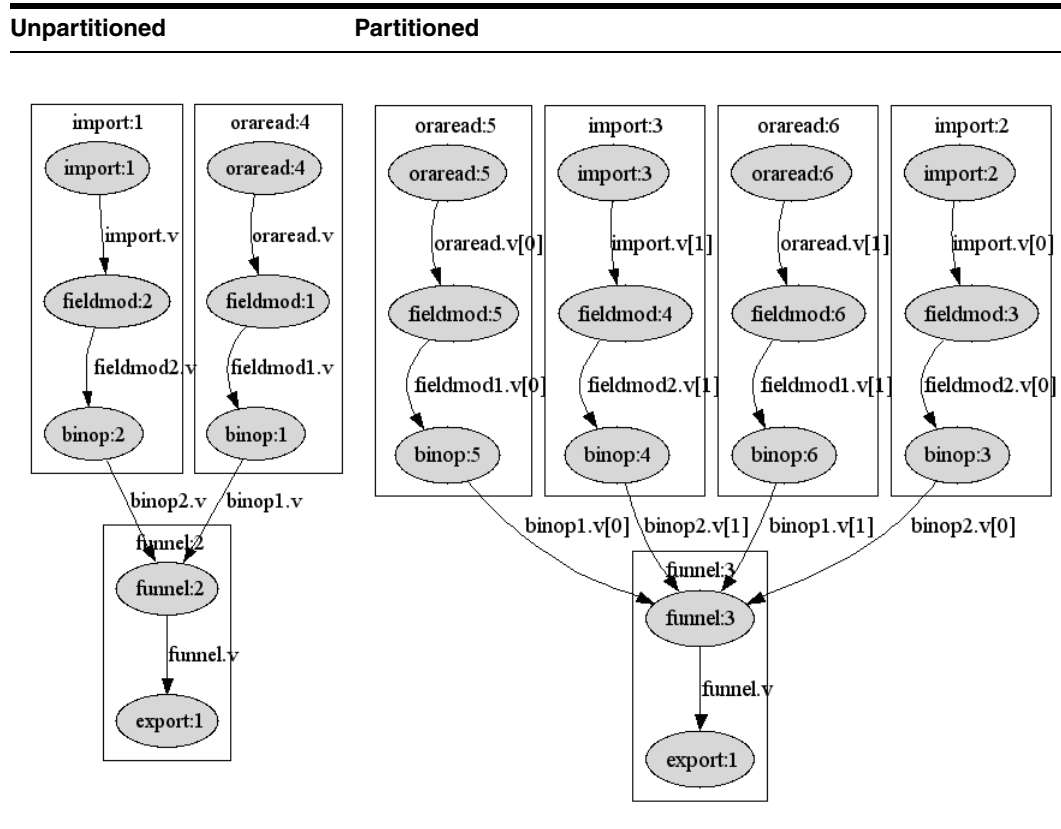 Unpartitioned
Partitioned
import:1
oraread:4
import:1
oraread:4
import.v
oraread.v
fieldmod:2
fieldmod:1
fieldmod2.v
fieldmod1.v
binop:2
binop:1
binop2.v
binop1.v
funnel:2
funnel:2
funnel.v
export:1
oraread:5
import:3
oraread:6
import:2
oraread:5
import:3
oraread:6
import:2
oraread.v[0]
import.v[1]
oraread.v[1]
import.v[0]
fieldmod:5
fieldmod:4
fieldmod:6
fieldmod:3
fieldmod1.v[0]
fieldmod2.v[1]
fieldmod1.v[1]
fieldmod2.v[0]
binop:5
binop:4
binop:6
binop:3
binop1.v[0]
binop2.v[1]
binop1.v[1]
binop2.v[0]
funnel:3
funnel:3
funnel.v
export:1